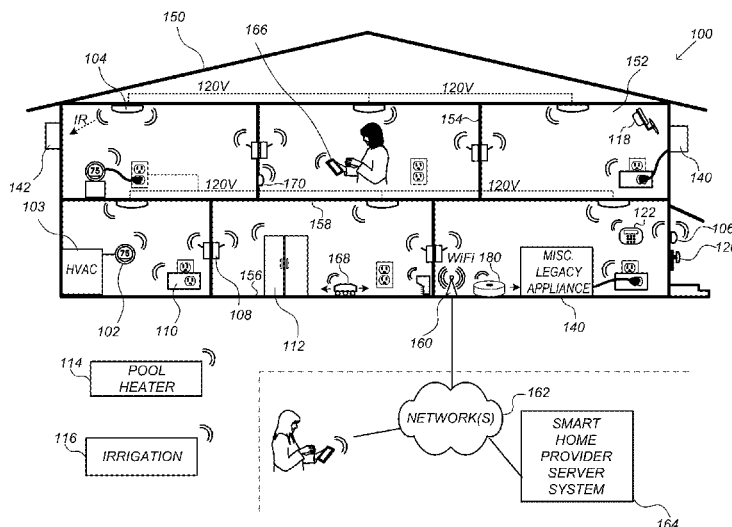 150
166
100
104
120V
120V
152
IR
154
118
142
75
170
140
120V
120V
158
103
122
106
HVAC
75
168
WiFi
180
MISC.
LEGACY
APPLIANCE
120
156
102
110
108
112
160
140
114
POOL
HEATER
162
NETWORK(S)
116
IRRIGATION
SMART
HOME
PROVIDER
SERVER
SYSTEM
164